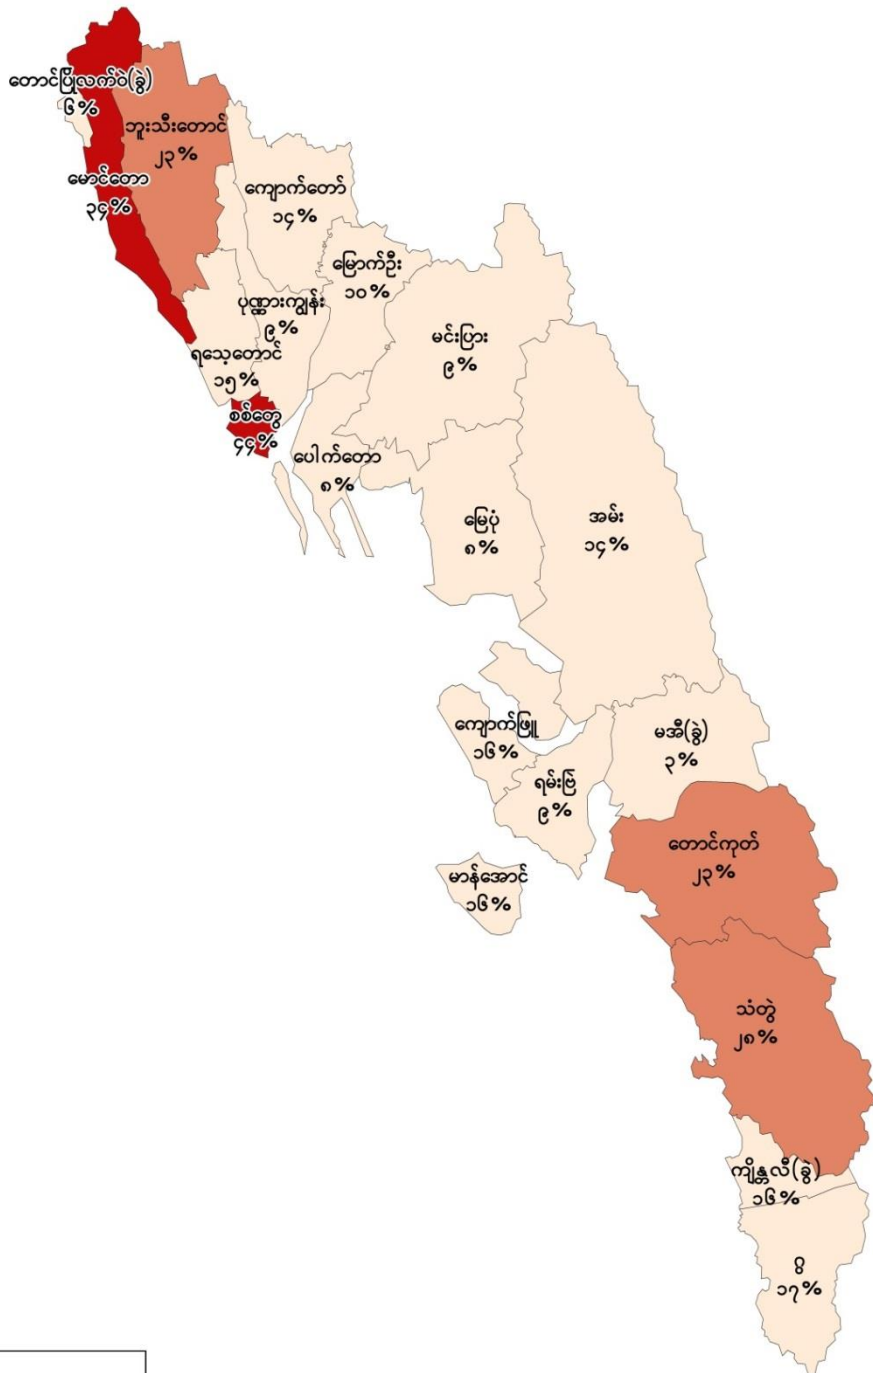 တောင်ပြိုလက်ဝဲ(ခွဲ)
၆%
ဘူးသီးတောင်
၂၃%
မောင်တော
၃၄%
ကျောက်တော်
၁၄%
မြောက်ဦး
၁၀%
ပုဏ္ဏားကျွန်း
၉%
မင်းပြား
၉%
ရသေ့တောင်
၁၅%
စစ်တွေ
၄၄%
ပေါက်တော
၈%
မြေပုံ
၈%
အမ်း
၁၄%
ကျောက်ဖြူ
၁၆%
မအီ(ခွဲ)
၃%
ရမ်းဗြဲ
၉%
တောင်ကုတ်
၂၃%
မာန်အောင်
၁၆%
သံတွဲ
၂၈%
ကျိန္တလီ(ခွဲ)
၁၆%
ဂွ
၁၇%